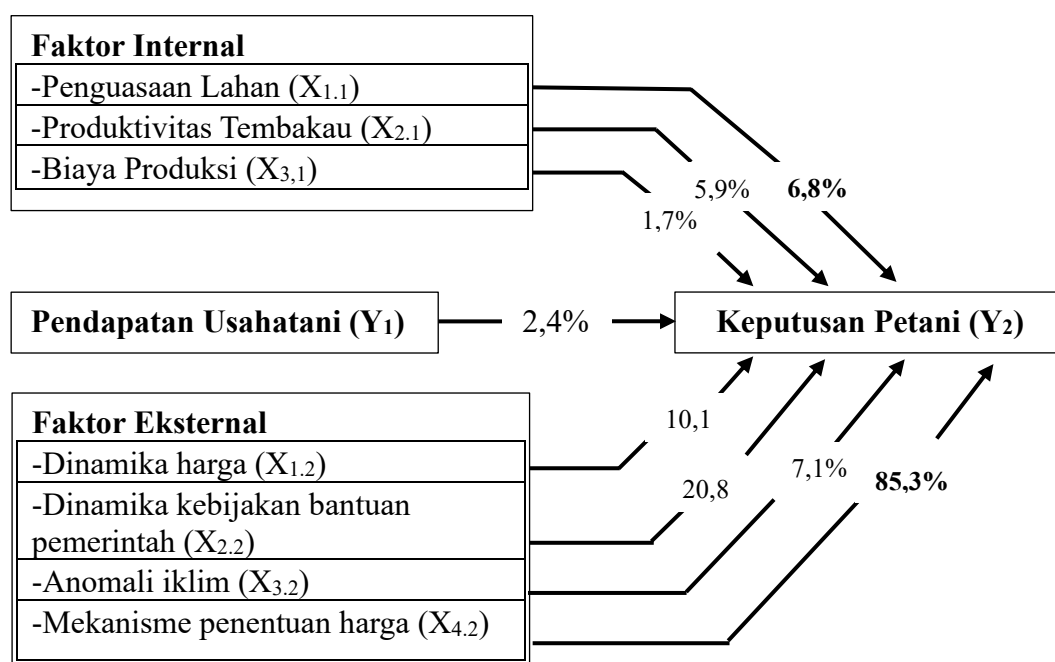 Faktor Internal
-Penguasaan Lahan (X1.1)
-Produktivitas Tembakau (X2.1)
-Biaya Produksi (X3,1)
5,9%
6,8%
1,7%
Pendapatan Usahatani (Y1)
2,4%
Keputusan Petani (Y2)
Faktor Eksternal
-Dinamika harga (X1.2)
-Dinamika kebijakan bantuan
pemerintah (X2.2)
-Anomali iklim (X3.2)
-Mekanisme penentuan harga (X4.2)
10,1
20,8
7,1%
85,3%